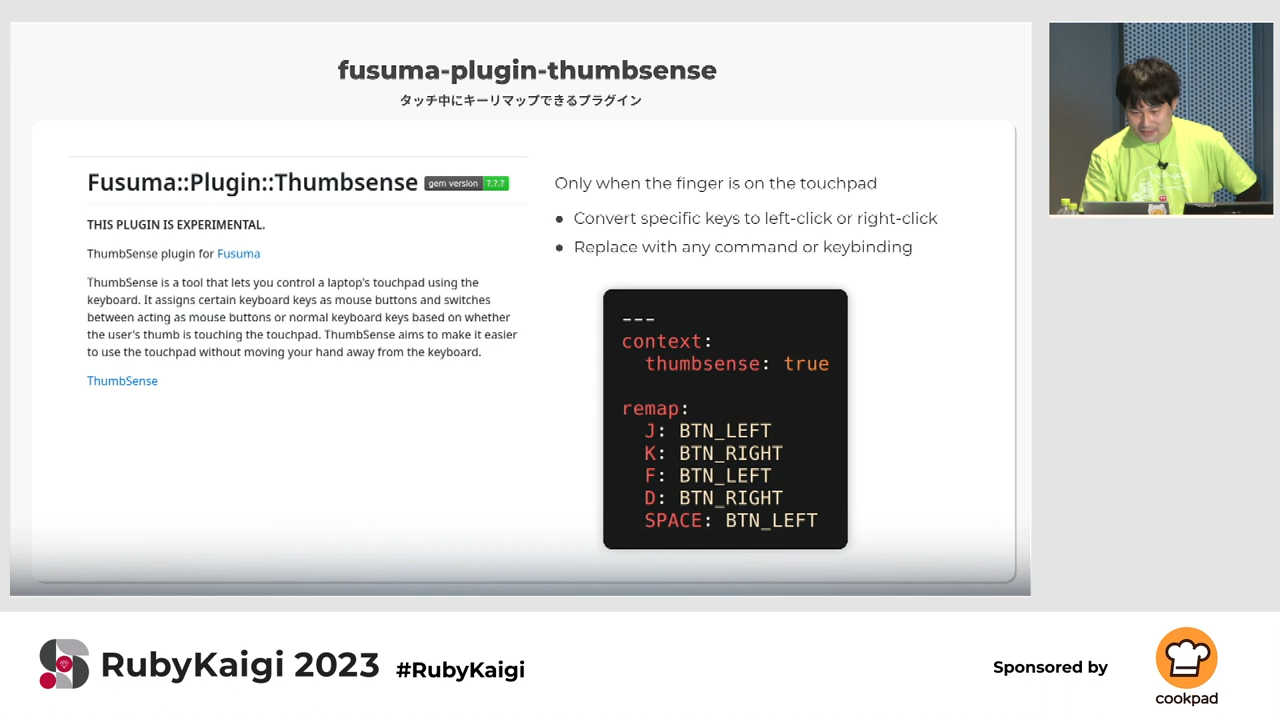 fusuma-plugin-thumbsense
タッチ中にキーリマップできるプラグイン
Fusuma::Plugin::Thumbsense gem version ?.?.?
THIS PLUGIN IS EXPERIMENTAL.
ThumbSense plugin for Fusuma
ThumbSense is a tool that lets you control a laptop's touchpad using the
keyboard. It assigns certain keyboard keys as mouse buttons and switches
between acting as mouse buttons or normal keyboard keys based on whether
the user's thumb is touching the touchpad. ThumbSense aims to make it easier
to use the touchpad without moving your hand away from the keyboard.
ThumbSense
Only when the finger is on the touchpad
● Convert specific keys to left-click or right-click
● Replace with any command or keybinding
---
context:
thumbsense: true
remap:
J: BTN_LEFT
K: BTN_RIGHT
F: BTN_LEFT
D: BTN_RIGHT
SPACE: BTN_LEFT
RubyKaigi 2023 #RubyKaigi
Sponsored by
cookpad